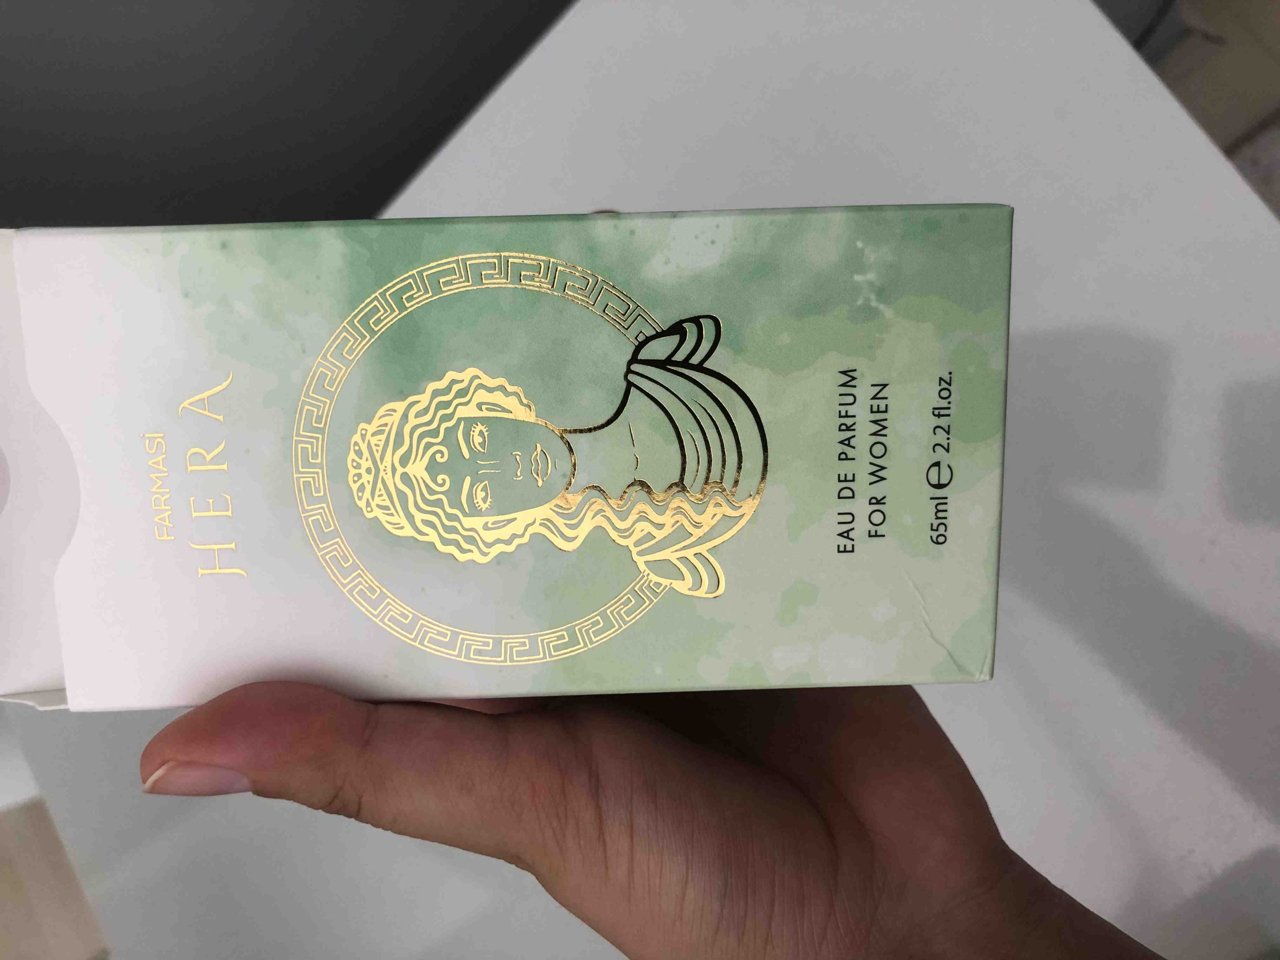 FARMASİ
HERA
EAU DE PARFUM
FOR WOMEN
65ml ℮ 2.2 fl.oz.